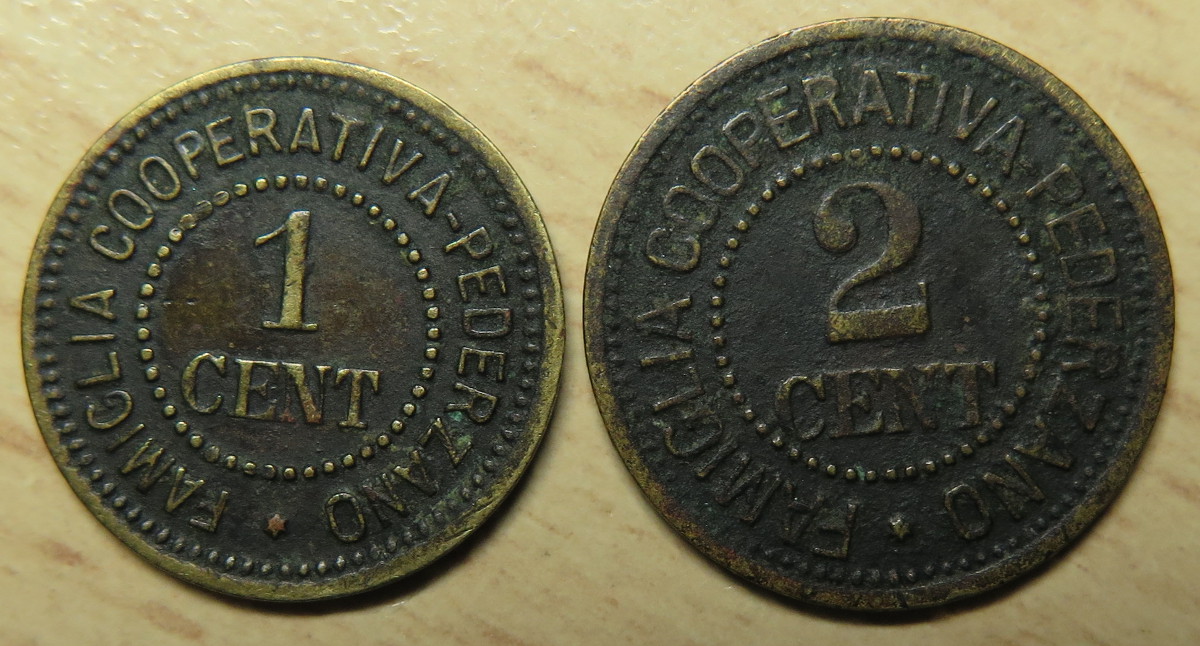 FAMIGLIA COOPERATIVA-PEDERZANO
1
CENT
FAMIGLIA COOPERATIVA-PEDERZANO
2
CENT